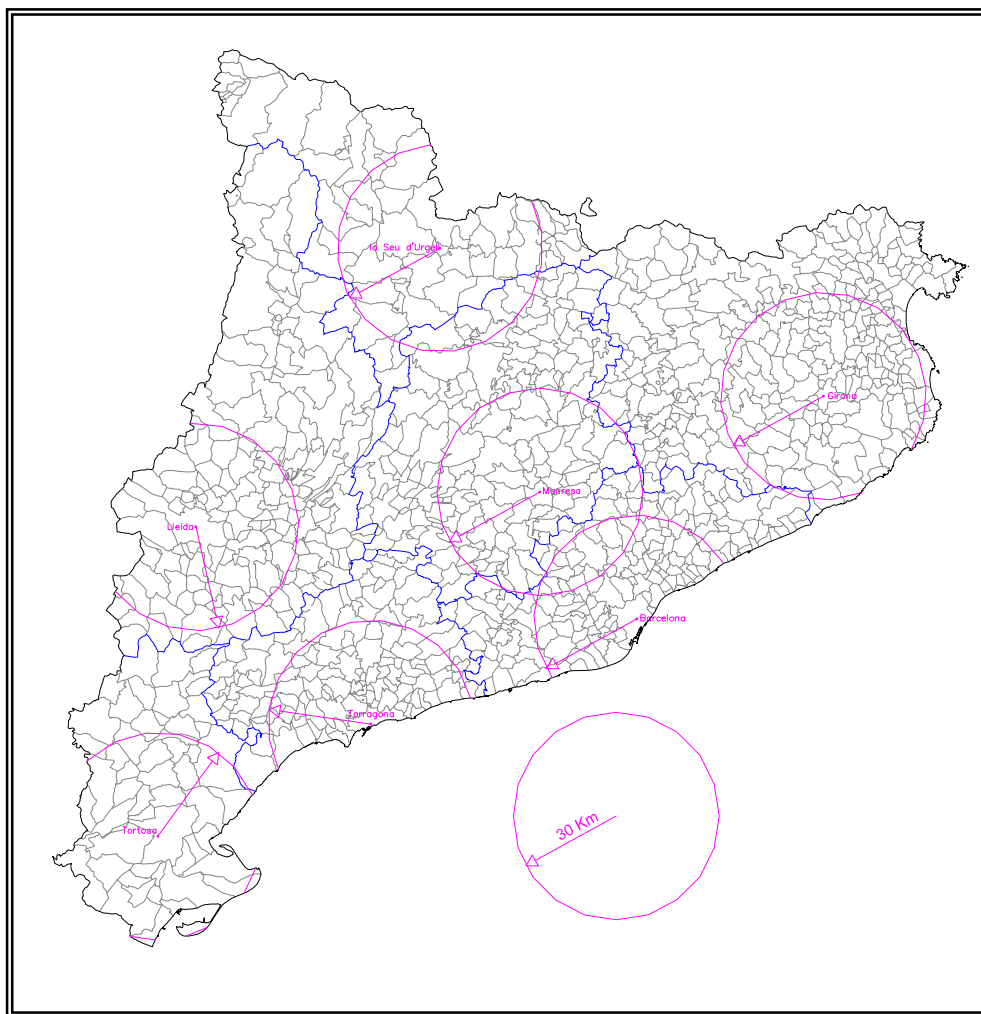 la Seu d'Urgell
Girona
Manresa
Lleida
Barcelona
Tarragona
Tortosa
30 Km